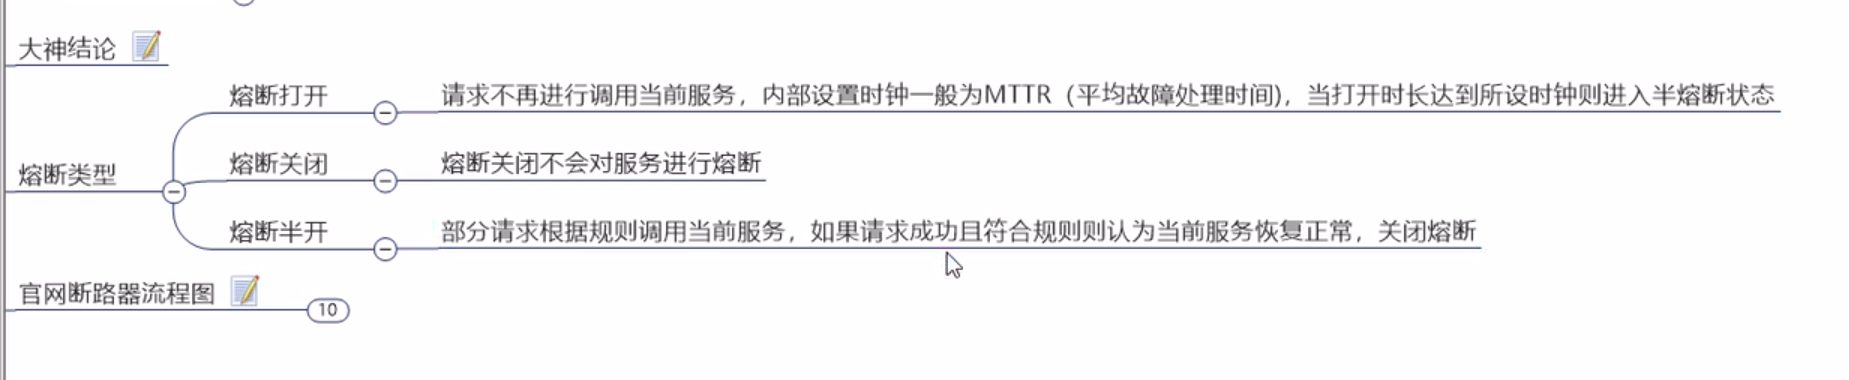 大神结论
熔断打开
请求不再进行调用当前服务，内部设置时钟一般为MTTR（平均故障处理时间)，当打开时长达到所设时钟则进入半熔断状态
熔断类型
熔断关闭
熔断关闭不会对服务进行熔断
熔断半开
部分请求根据规则调用当前服务，如果请求成功且符合规则则认为当前服务恢复正常，关闭熔断
官网断路器流程图
10